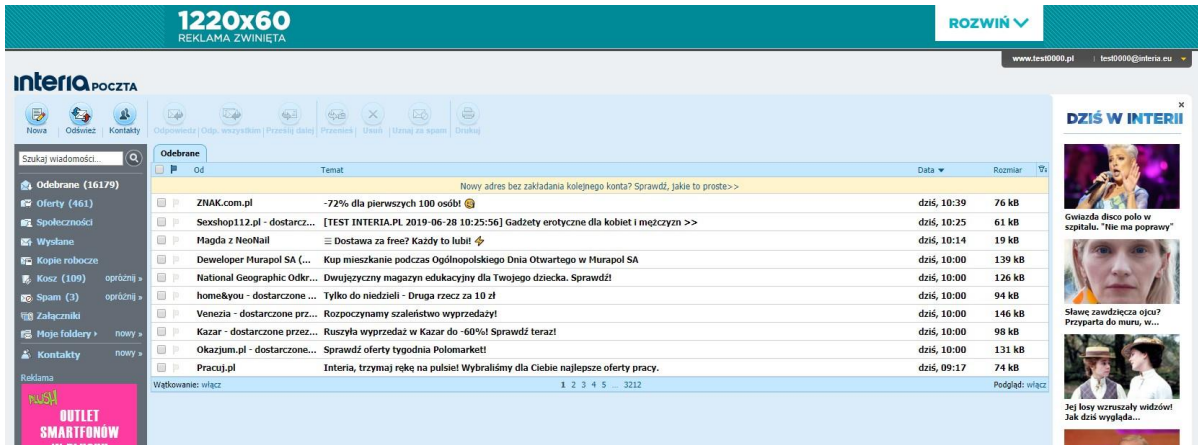 1220x60
REKLAMA ZWINIĘTA
ROZWIŃ
www.test0000.pl | test0000@interia.eu
interia POCZTA
Nowa | Odśwież | Kontakty
Odpowiedz | Odp. wszystkim | Prześlij dalej | Przenieś | Usuń | Uznaj za spam | Drukuj
Szukaj wiadomości...
Odebrane (16179)
Oferty (461)
Społeczności
Wysłane
Kopie robocze
Kosz (109) opróżnij »
Spam (3) opróżnij »
Załączniki
Moje foldery nowy »
Kontakty nowy »
Reklama
PLUSH
OUTLET
SMARTFONÓW
Odebrane
Od Temat Data Rozmiar
Nowy adres bez zakładania kolejnego konta? Sprawdź, jakie to proste>>
ZNAK.com.pl -72% dla pierwszych 100 osób! dziś, 10:39 76 kB
Sexshop112.pl - dostarcz... [TEST INTERIA.PL 2019-06-28 10:25:56] Gadżety erotyczne dla kobiet i mężczyzn >> dziś, 10:25 61 kB
Magda z NeoNail Dostawa za free? Każdy to lubi! dziś, 10:14 19 kB
Deweloper Murapol SA (... Kup mieszkanie podczas Ogólnopolskiego Dnia Otwartego w Murapol SA dziś, 10:00 139 kB
National Geographic Odkr... Dwujęzyczny magazyn edukacyjny dla Twojego dziecka. Sprawdź! dziś, 10:00 126 kB
home&you - dostarczone ... Tylko do niedzieli - Druga rzecz za 10 zł dziś, 10:00 94 kB
Venezia - dostarczone prz... Rozpoczynamy szaleństwo wyprzedaży! dziś, 10:00 146 kB
Kazar - dostarczone przez... Ruszyła wyprzedaż w Kazar do -60%! Sprawdź teraz! dziś, 10:00 98 kB
Okazjum.pl - dostarczone... Sprawdź oferty tygodnia Polomarket! dziś, 10:00 131 kB
Pracuj.pl Interia, trzymaj rękę na pulsie! Wybraliśmy dla Ciebie najlepsze oferty pracy. dziś, 09:17 74 kB
Wątkowanie: włącz 1 2 3 4 5 ... 3212 Podgląd: włącz
DZIŚ W INTERII
Gwiazda disco polo w
szpitalu. "Nie ma poprawy"
Sławę zawdzięcza ojcu?
Przyparta do muru, w...
Jej losy wzruszały widzów!
Jak dziś wygląda...